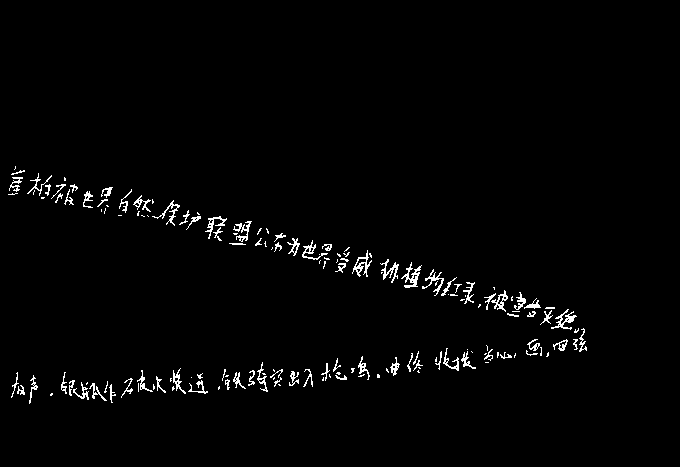 崖柏被世界自然保护联盟公布为世界受威胁植物红录,被宣告灭绝。
有声。银瓶乍破水浆迸,铁骑突出入枪鸣。曲终收拨当心画,四弦